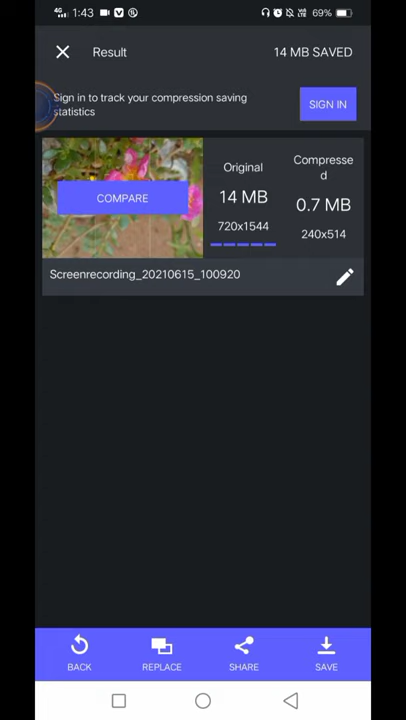 4G 1:43 69%
Result 14 MB SAVED
Sign in to track your compression saving
statistics
SIGN IN
COMPARE
Original
14 MB
720x1544
Compresse
d
0.7 MB
240x514
Screenrecording_20210615_100920
BACK REPLACE SHARE SAVE